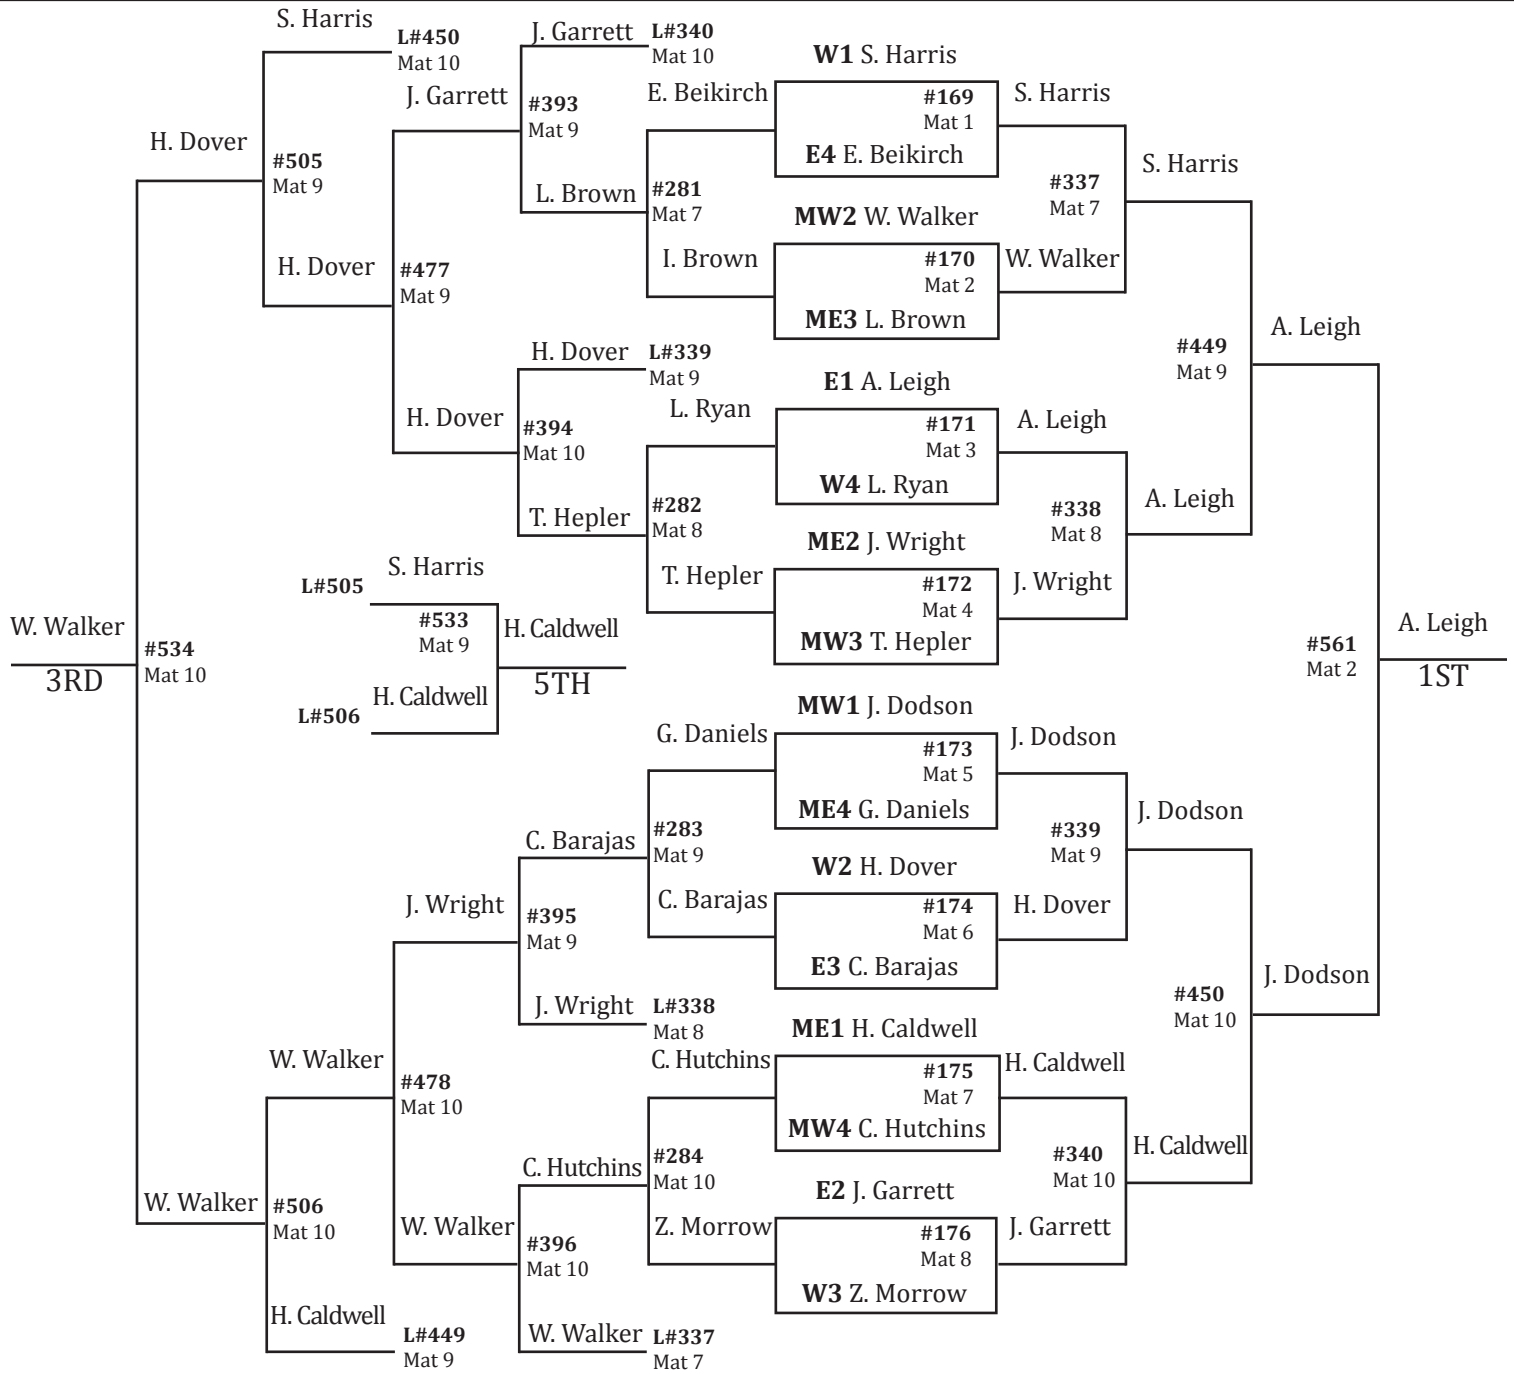 S. Harris
L#450
Mat 10
J. Garrett
L#340
Mat 10
W1 S. Harris
J. Garrett
#393
Mat 9
E. Beikirch
#169
Mat 1
S. Harris
H. Dover
#505
Mat 9
E4 E. Beikirch
S. Harris
L. Brown
#281
Mat 7
#337
Mat 7
MW2 W. Walker
H. Dover
#477
Mat 9
I. Brown
#170
Mat 2
W. Walker
ME3 L. Brown
A. Leigh
H. Dover
L#339
Mat 9
#449
Mat 9
E1 A. Leigh
H. Dover
#394
Mat 10
L. Ryan
#171
Mat 3
A. Leigh
W4 L. Ryan
A. Leigh
T. Hepler
#282
Mat 8
#338
Mat 8
ME2 J. Wright
S. Harris
L#505
T. Hepler
#172
Mat 4
J. Wright
W. Walker
#533
Mat 9
H. Caldwell
MW3 T. Hepler
A. Leigh
3RD
#534
Mat 10
5TH
#561
Mat 2
1ST
H. Caldwell
L#506
MW1 J. Dodson
G. Daniels
#173
Mat 5
J. Dodson
ME4 G. Daniels
J. Dodson
C. Barajas
#283
Mat 9
#339
Mat 9
W2 H. Dover
J. Wright
#395
Mat 9
C. Barajas
#174
Mat 6
H. Dover
E3 C. Barajas
J. Dodson
J. Wright
L#338
Mat 8
#450
Mat 10
ME1 H. Caldwell
W. Walker
#478
Mat 10
C. Hutchins
#175
Mat 7
H. Caldwell
MW4 C. Hutchins
H. Caldwell
C. Hutchins
#284
Mat 10
#340
Mat 10
E2 J. Garrett
W. Walker
#506
Mat 10
W. Walker
#396
Mat 10
Z. Morrow
#176
Mat 8
J. Garrett
W3 Z. Morrow
H. Caldwell
L#449
Mat 9
W. Walker
L#337
Mat 7